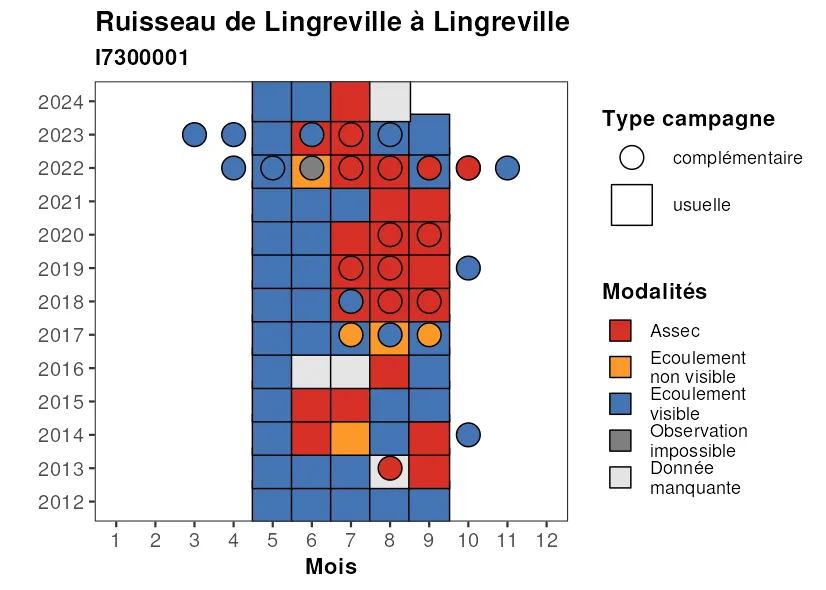 Ruisseau de Lingreville à Lingreville
I7300001
2024
2023
2022
2021
2020
2019
2018
2017
2016
2015
2014
2013
2012
1 2 3 4 5 6 7 8 9 10 11 12
Mois
Type campagne
complémentaire
usuelle
Modalités
Assec
Ecoulement
non visible
Ecoulement
visible
Observation
impossible
Donnée
manquante